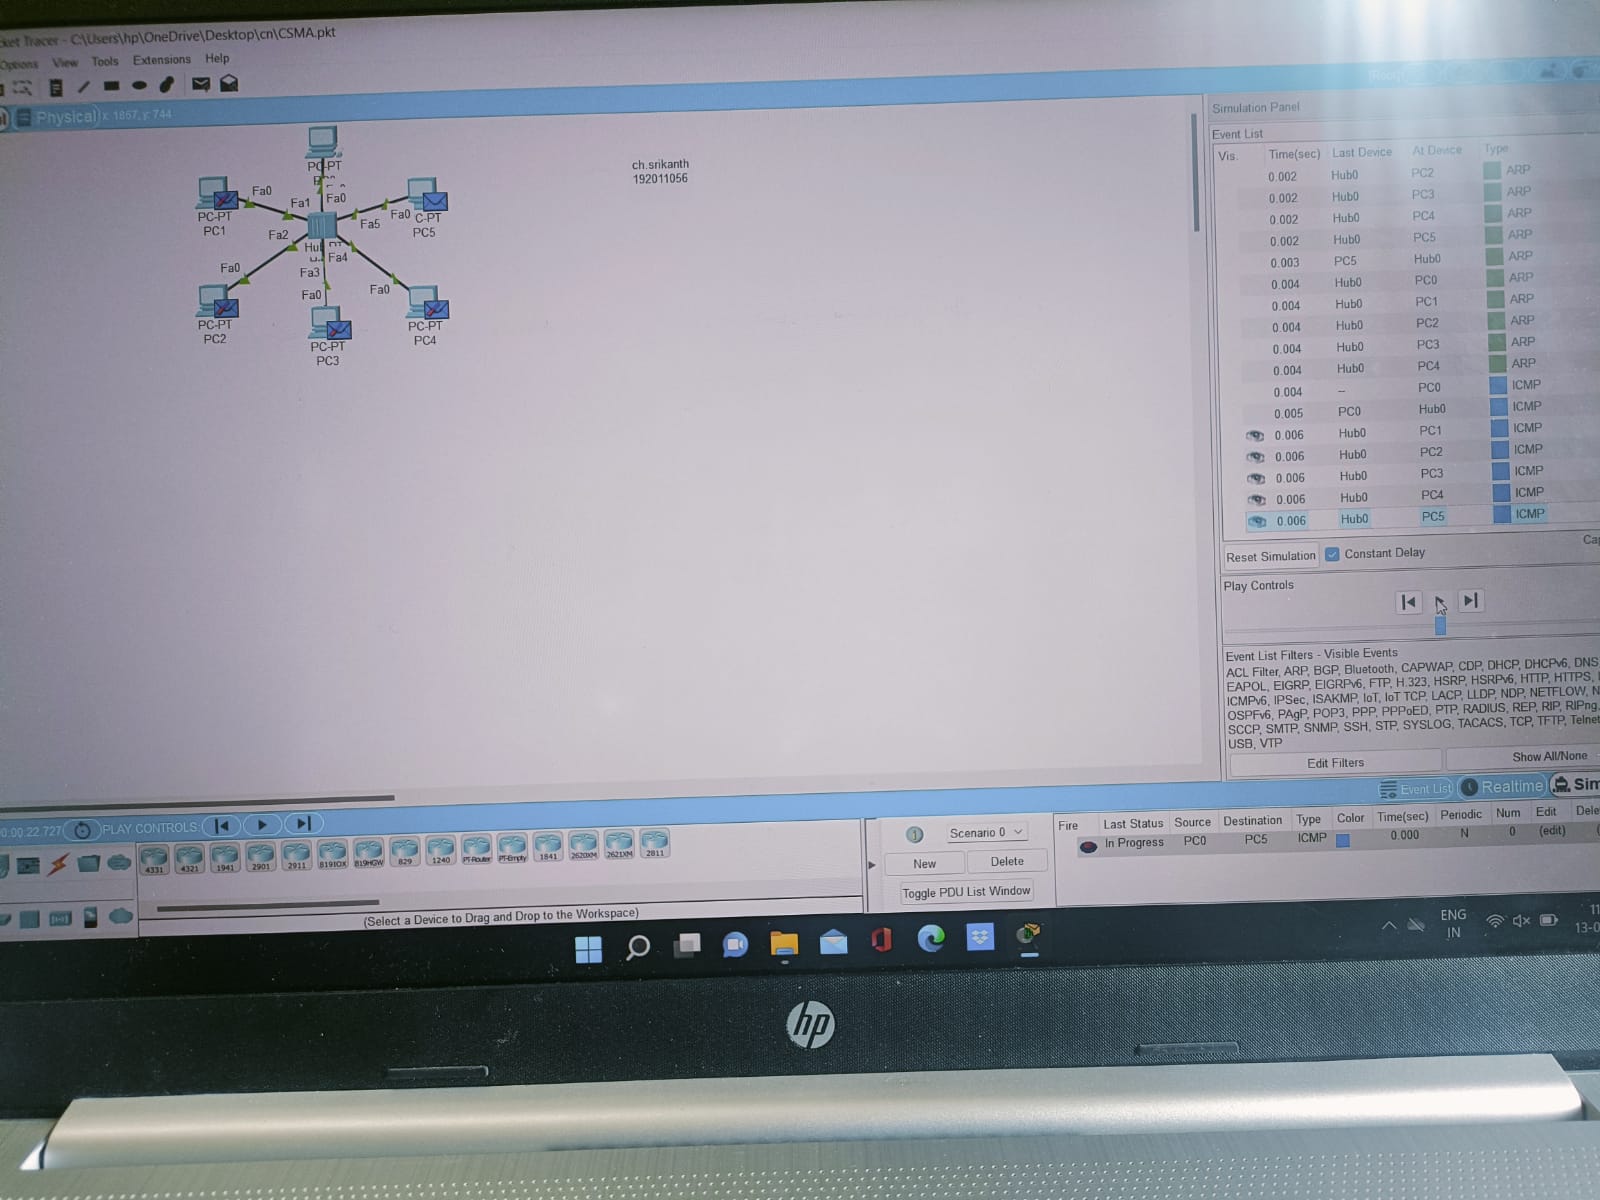 cket Tracer - C:\Users\hp\OneDrive\Desktop\cn\CSMA.pkt
Options View Tools Extensions Help
Physical x: 1867, y: 744
[Root]
ch.srikanth
192011056
PC-PT
Fa0
Fa0
Fa1
PC-PT
PC1
Fa0
Fa5
C-PT
PC5
Fa2
Hub
Fa4
Fa3
Fa0
Fa0
Fa0
PC-PT
PC2
PC-PT
PC3
PC-PT
PC4
Simulation Panel
Event List
Vis. Time(sec) Last Device At Device Type
0.002 Hub0 PC2 ARP
0.002 Hub0 PC3 ARP
0.002 Hub0 PC4 ARP
0.002 Hub0 PC5 ARP
0.003 PC5 Hub0 ARP
0.004 Hub0 PC0 ARP
0.004 Hub0 PC1 ARP
0.004 Hub0 PC2 ARP
0.004 Hub0 PC3 ARP
0.004 Hub0 PC4 ARP
0.004 -- PC0 ICMP
0.005 PC0 Hub0 ICMP
0.006 Hub0 PC1 ICMP
0.006 Hub0 PC2 ICMP
0.006 Hub0 PC3 ICMP
0.006 Hub0 PC4 ICMP
0.006 Hub0 PC5 ICMP
Reset Simulation Constant Delay Cap
Play Controls
Event List Filters - Visible Events
ACL Filter, ARP, BGP, Bluetooth, CAPWAP, CDP, DHCP, DHCPv6, DNS
EAPOL, EIGRP, EIGRPv6, FTP, H.323, HSRP, HSRPv6, HTTP, HTTPS,
ICMPv6, IPSec, ISAKMP, IoT, IoT TCP, LACP, LLDP, NDP, NETFLOW, N
OSPFv6, PAgP, POP3, PPP, PPPoED, PTP, RADIUS, REP, RIP, RIPng,
SCCP, SMTP, SNMP, SSH, STP, SYSLOG, TACACS, TCP, TFTP, Telnet
USB, VTP
Edit Filters Show All/None
Event List Realtime Sim
0:00:22.727 PLAY CONTROLS:
4331 4321 1941 2901 2911 819IOX 819HGW 829 1240 PT-Router PT-Empty 1841 2620XM 2621XM 2811
(Select a Device to Drag and Drop to the Workspace)
1 Scenario 0
New Delete
Toggle PDU List Window
Fire Last Status Source Destination Type Color Time(sec) Periodic Num Edit Dele
In Progress PC0 PC5 ICMP 0.000 N 0 (edit)
ENG
IN
11
13-0
hp